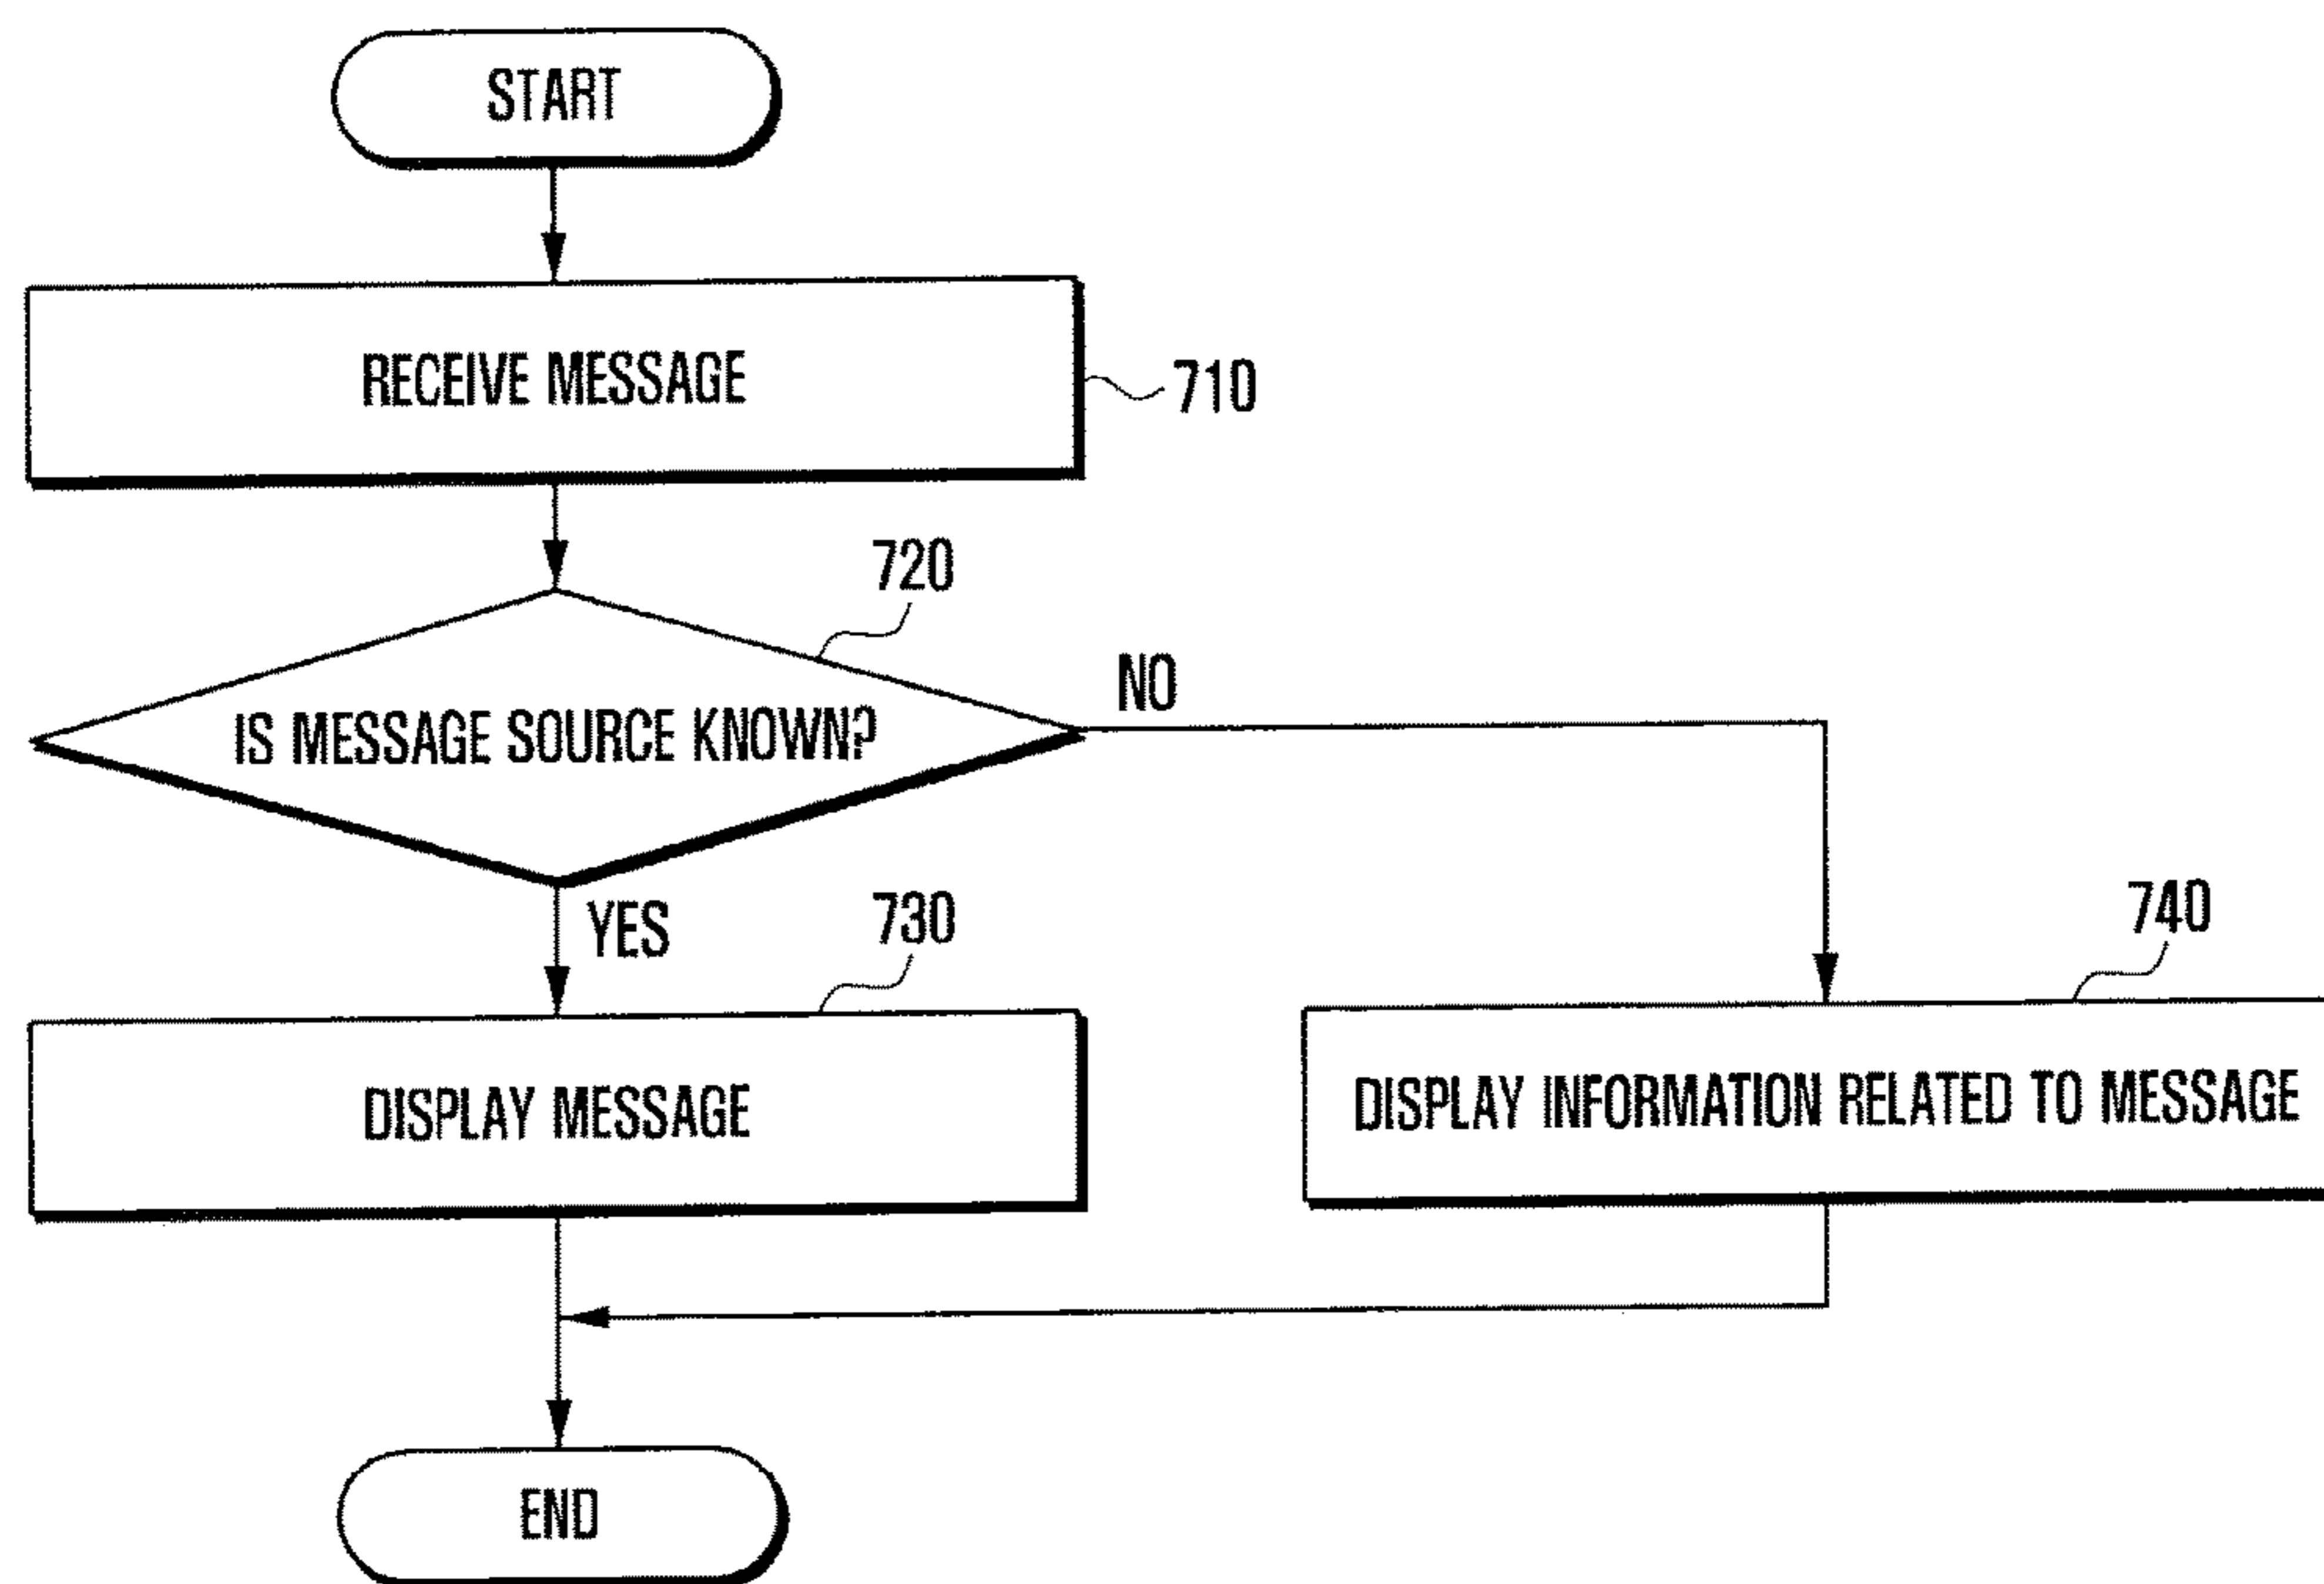 START
RECEIVE MESSAGE
710
720
IS MESSAGE SOURCE KNOWN?
NO
YES
730
740
DISPLAY MESSAGE
DISPLAY INFORMATION RELATED TO MESSAGE
END